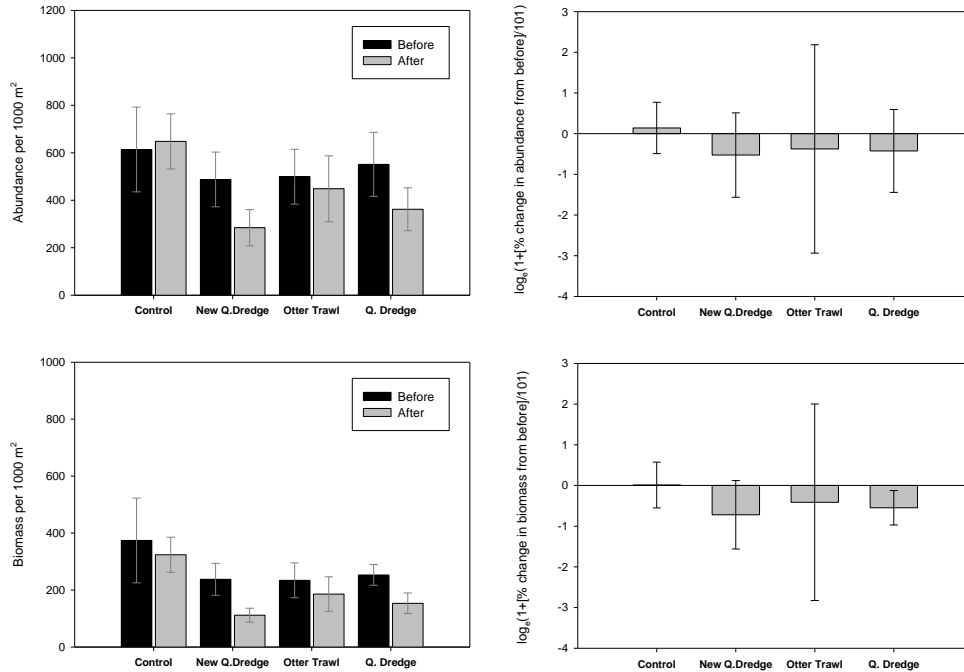 1200
1000
800
600
400
200
0
Abundance per 1000 m²
Before
After
Control New Q.Dredge Otter Trawl Q. Dredge
3
2
1
0
-1
-2
-3
-4
logₑ(1+[% change in abundance from before]/101)
Control New Q.Dredge Otter Trawl Q. Dredge
1000
800
600
400
200
0
Biomass per 1000 m²
Before
After
Control New Q.Dredge Otter Trawl Q. Dredge
3
2
1
0
-1
-2
-3
-4
logₑ(1+[% change in biomass from before]/101)
Control New Q.Dredge Otter Trawl Q. Dredge